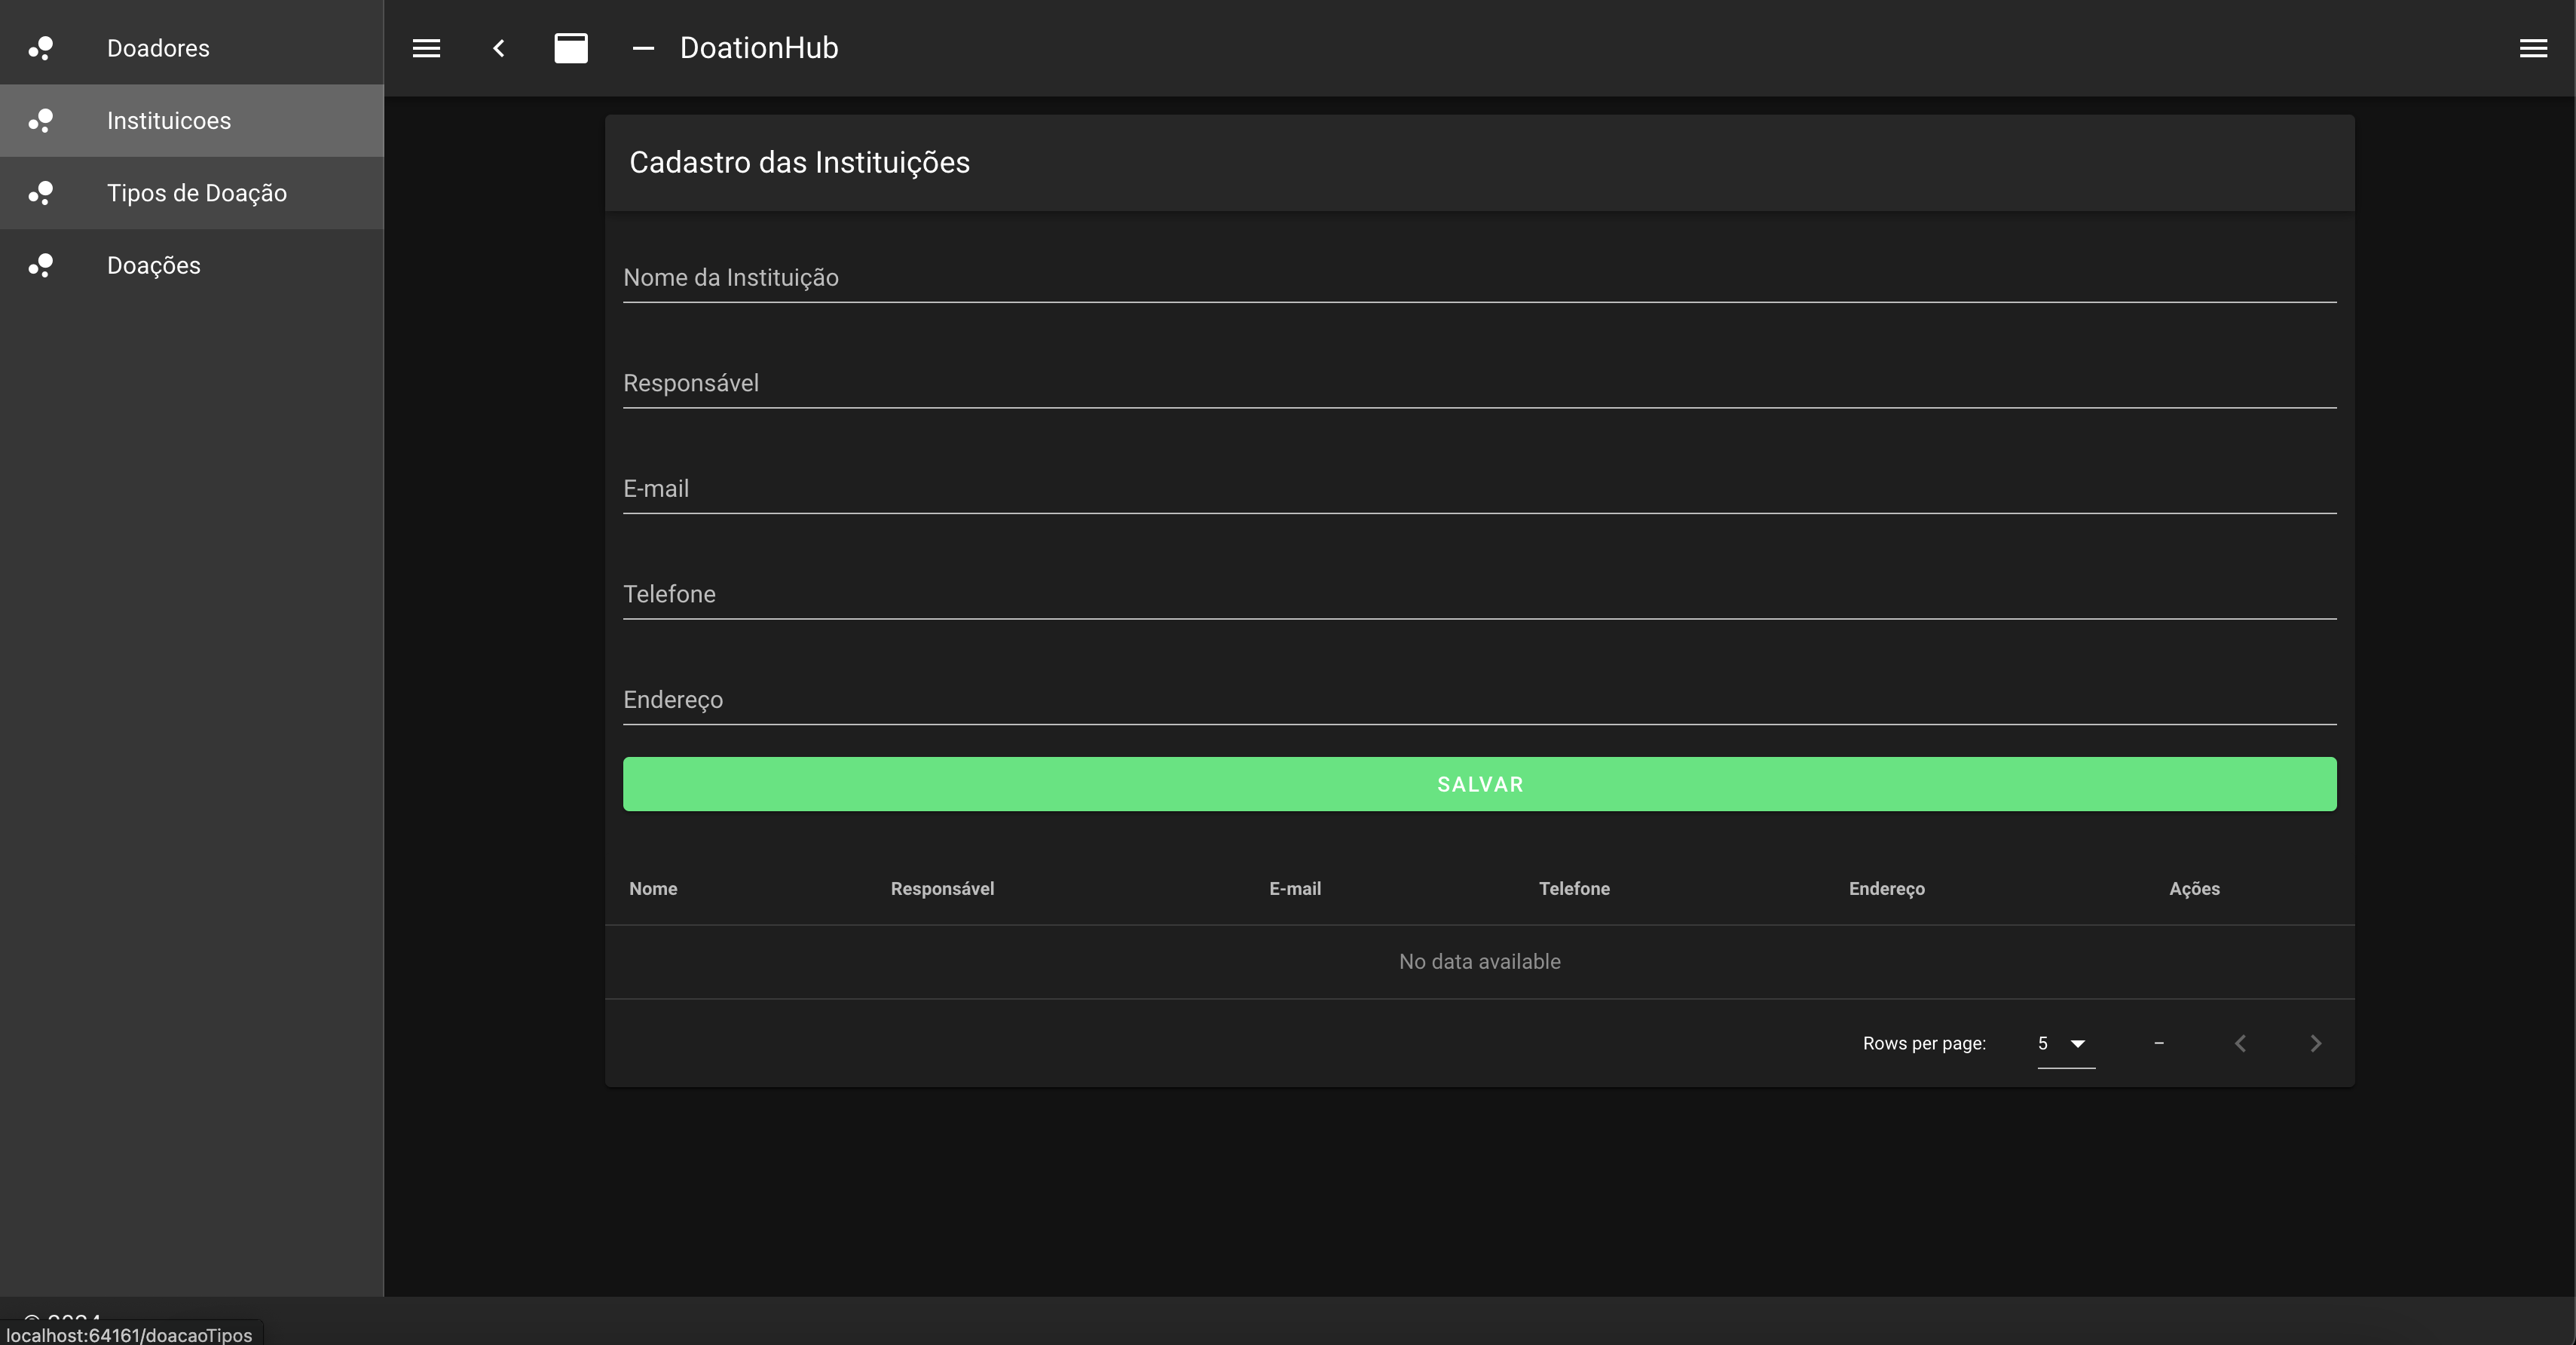 Doadores
Instituicoes
Tipos de Doação
Doações
DoationHub
Cadastro das Instituições
Nome da Instituição
Responsável
E-mail
Telefone
Endereço
SALVAR
Nome Responsável E-mail Telefone Endereço Ações
No data available
Rows per page: 5 –
© 2024
localhost:64161/doacaoTipos